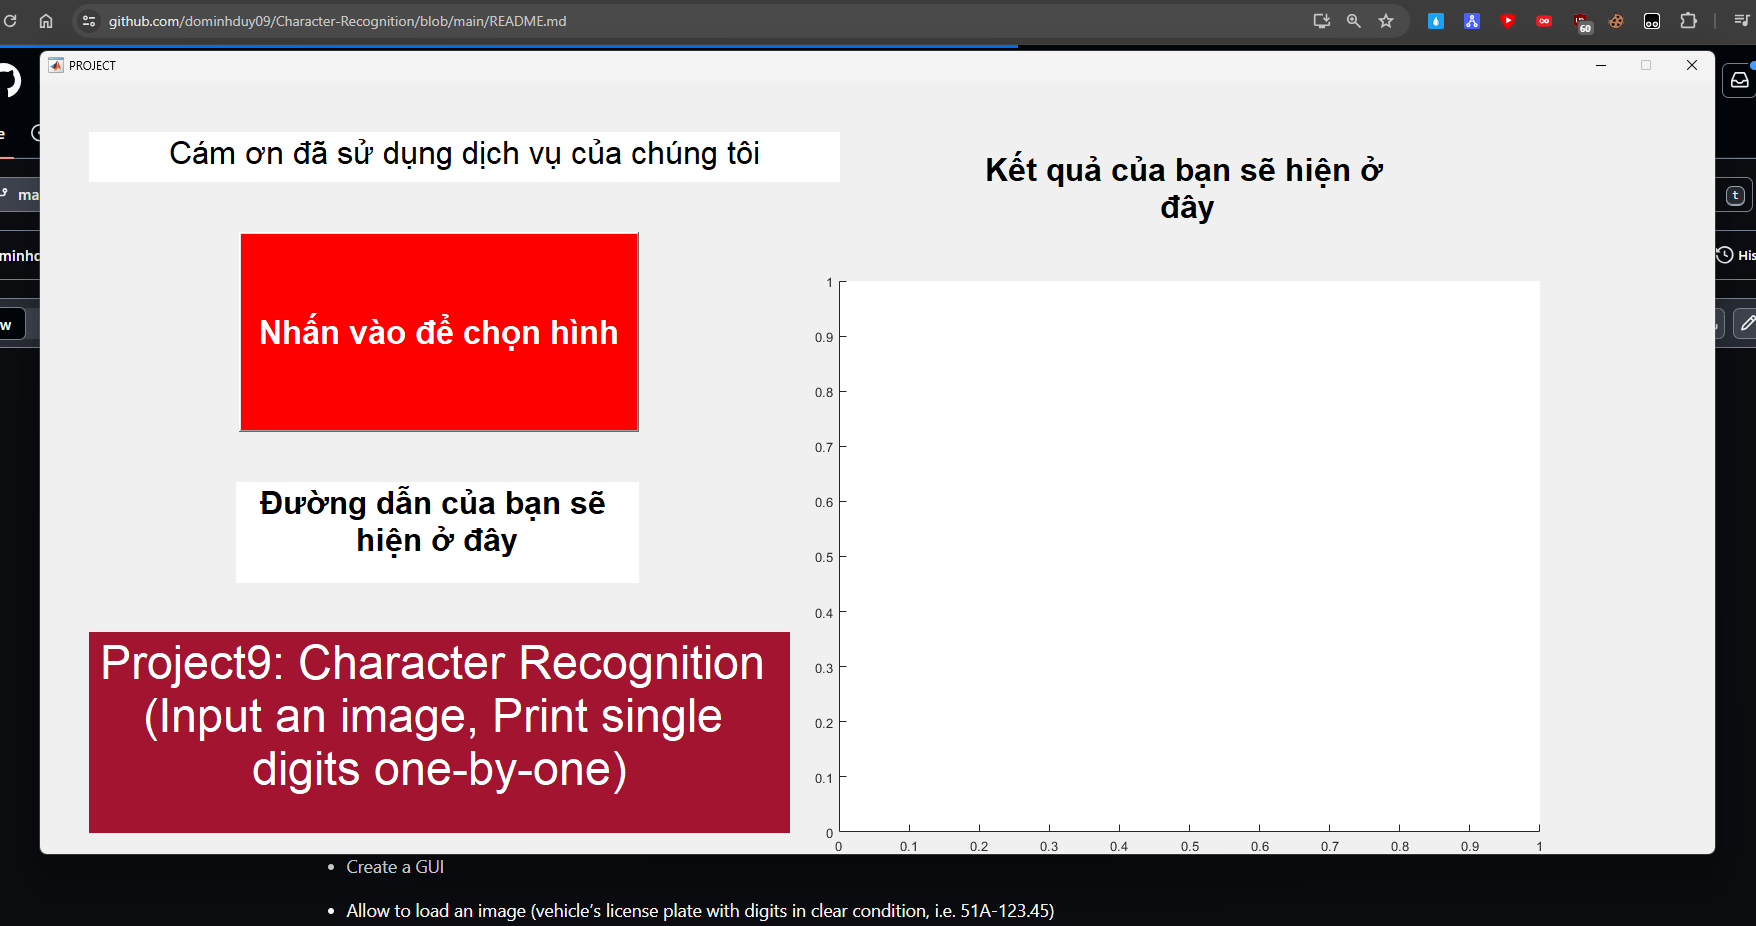 github.com/dominhduy09/Character-Recognition/blob/main/README.md
60
PROJECT
Cám ơn đã sử dụng dịch vụ của chúng tôi
Kết quả của bạn sẽ hiện ở
đây
Nhấn vào để chọn hình
Đường dẫn của bạn sẽ
hiện ở đây
Project9: Character Recognition
(Input an image, Print single
digits one-by-one)
1
0.9
0.8
0.7
0.6
0.5
0.4
0.3
0.2
0.1
0
0 0.1 0.2 0.3 0.4 0.5 0.6 0.7 0.8 0.9 1
t
Create a GUI
Allow to load an image (vehicle’s license plate with digits in clear condition, i.e. 51A-123.45)